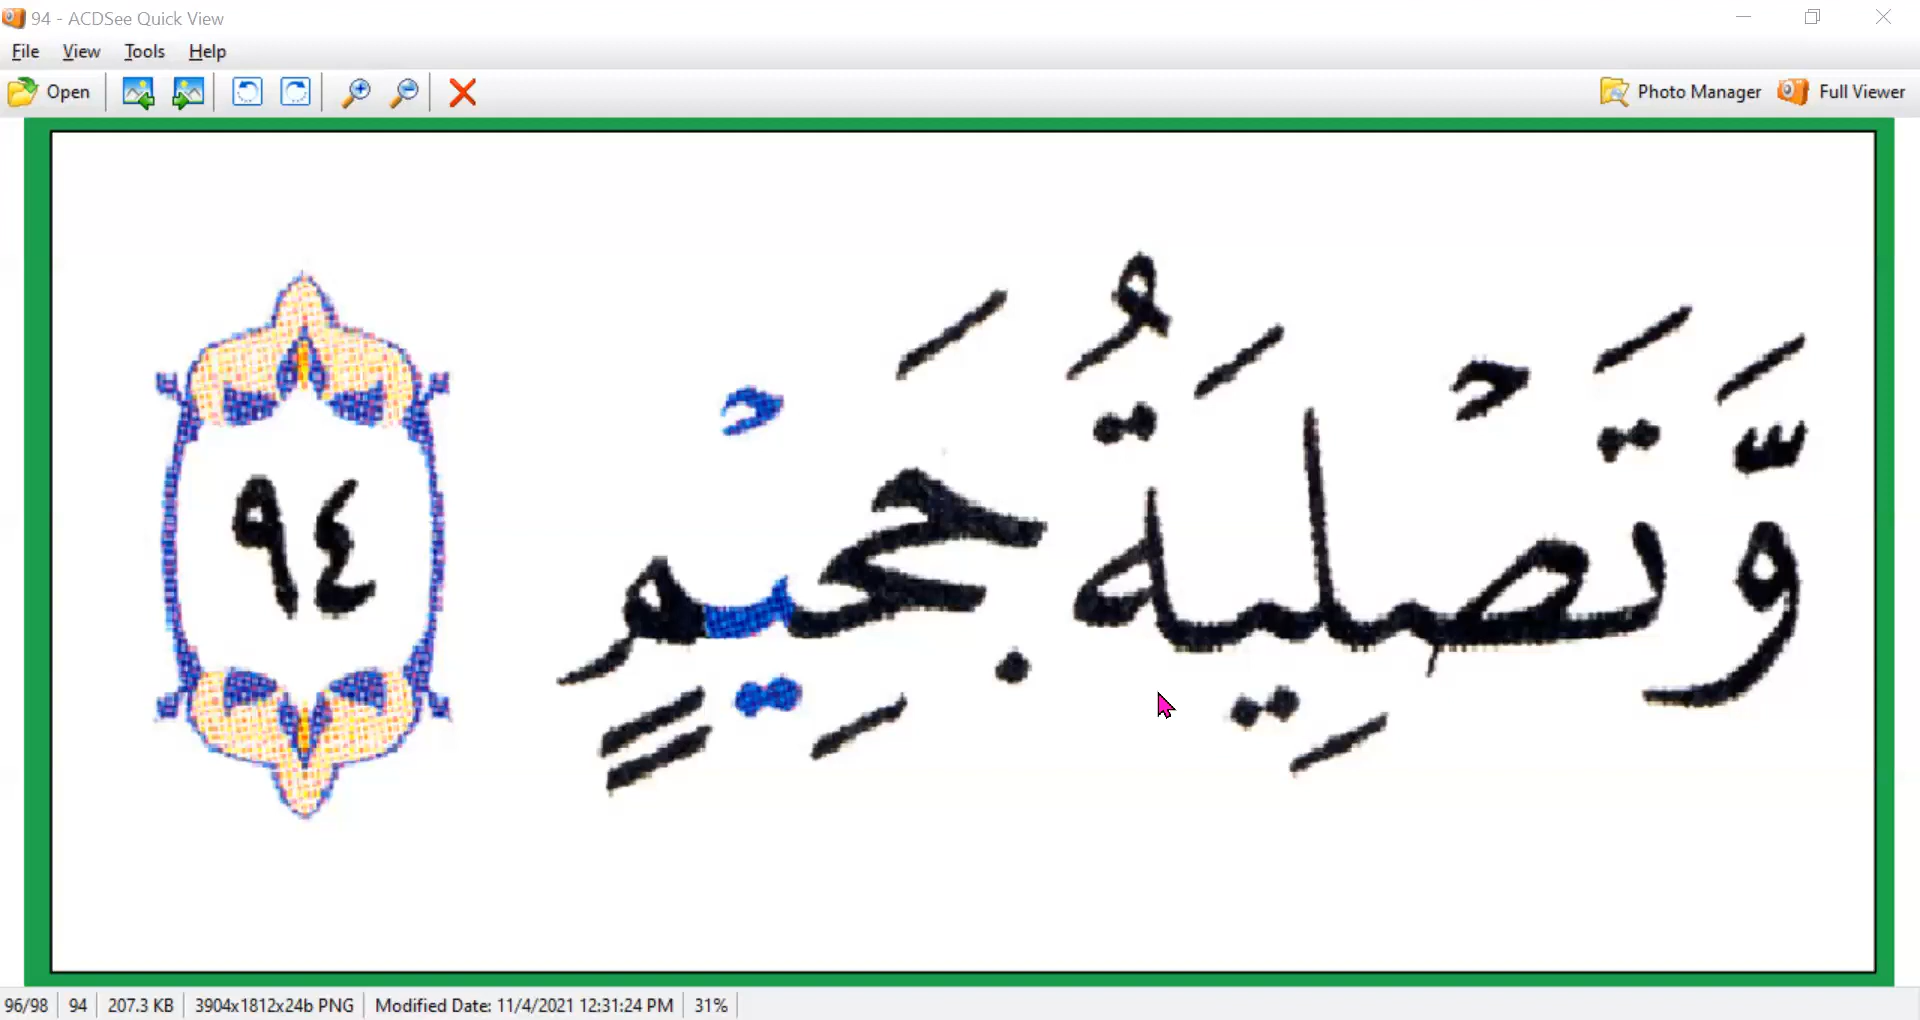 94 - ACDSee Quick View
File View Tools Help
Open Photo Manager Full Viewer
وَّتَصْلِيَةُ جَحِيْمٍ ٩٤
96/98 94 207.3 KB 3904x1812x24b PNG Modified Date: 11/4/2021 12:31:24 PM 31%